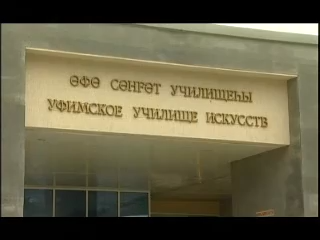 ӨФӨ СӘНҒӘТ УЧИЛИЩЕҺЫ
УФИМСКОЕ УЧИЛИЩЕ ИСКУССТВ